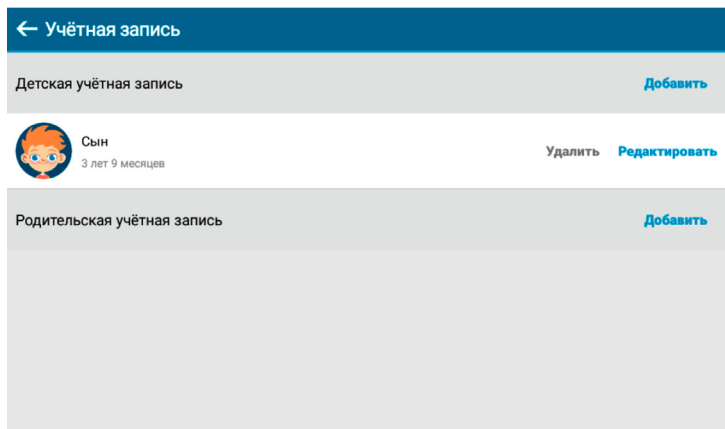 Учётная запись
Детская учётная запись Добавить
Сын
3 лет 9 месяцев
Удалить Редактировать
Родительская учётная запись Добавить